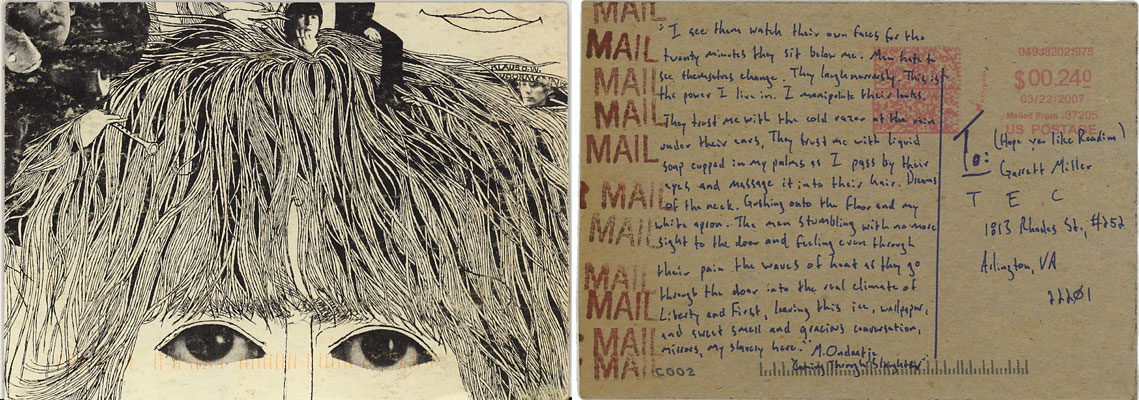 KLAUS O.W.
VOORMANN
MAIL
MAIL
MAIL
MAIL
MAIL
MAIL
MAIL
MAIL
MAIL
MAIL
MAIL
"I see them watch their own faces for the
twenty minutes they sit below me. Men hate to
see themselves change. They laugh nervously. This is
the power I live in. I manipulate their looks.
They trust me with the cold razor at the vein
under their ears. They trust me with liquid
soap cupped in my palms as I pass by their
eyes and massage it into their hair. Dreams
of the neck. Gushing onto the floor and my
white apron. The men stumbling with no more
sight to the door and feeling even through
their pain the waves of heat as they go
through the door into the real climate of
Liberty and First, leaving this ice, wallpaper,
and sweet smell and gracious conversation,
mirrors, my slavery here." M. Ondaatje
"Coming Through Slaughter"
C002
049J82021975
$00.240
03/22/2007
Mailed From 37205
US POSTAGE
To:
(Hope you like Reading)
Garrett Miller
T E C
1813 Rhodes St., #252
Arlington, VA
22201